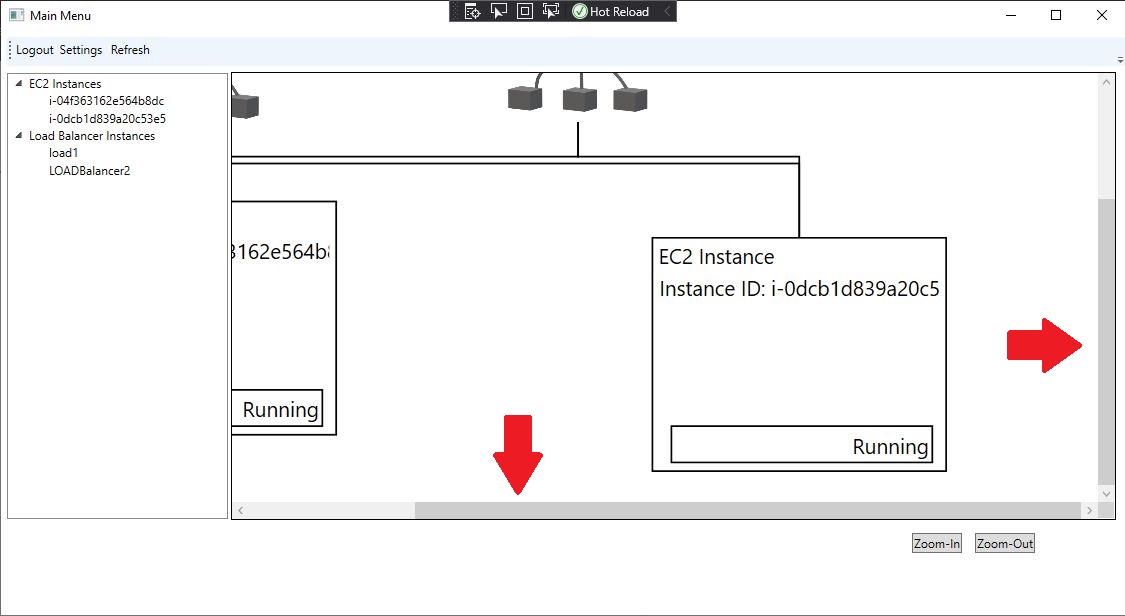 Main Menu
Hot Reload
Logout Settings Refresh
EC2 Instances
i-04f363162e564b8dc
i-0dcb1d839a20c53e5
Load Balancer Instances
load1
LOADBalancer2
3162e564b8
Running
EC2 Instance
Instance ID: i-0dcb1d839a20c5
Running
Zoom-In Zoom-Out